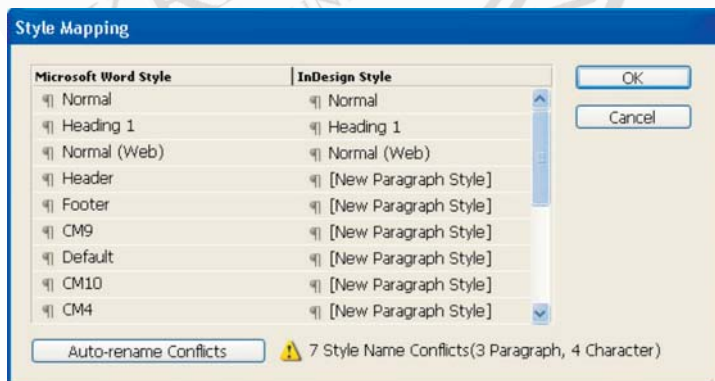 Style Mapping
Microsoft Word Style InDesign Style
¶ Normal ¶ Normal OK
¶ Heading 1 ¶ Heading 1 Cancel
¶ Normal (Web) ¶ Normal (Web)
¶ Header ¶ [New Paragraph Style]
¶ Footer ¶ [New Paragraph Style]
¶ CM9 ¶ [New Paragraph Style]
¶ Default ¶ [New Paragraph Style]
¶ CM10 ¶ [New Paragraph Style]
¶ CM4 ¶ [New Paragraph Style]
Auto-rename Conflicts 7 Style Name Conflicts(3 Paragraph, 4 Character)